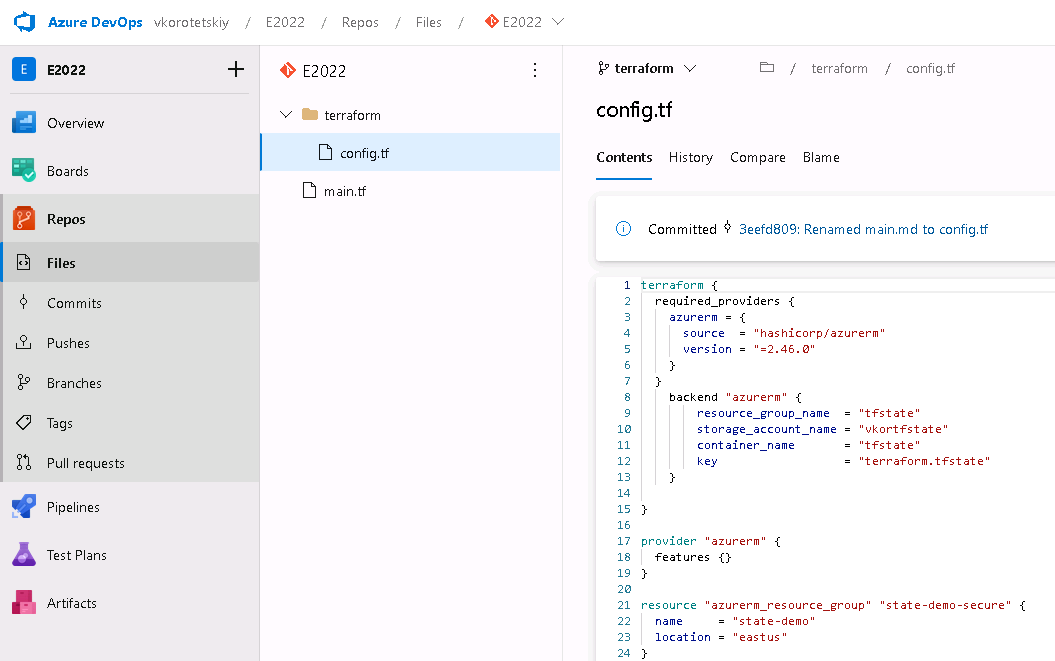 Azure DevOps vkorotetskiy / E2022 / Repos / Files / E2022
E E2022
Overview
Boards
Repos
Files
Commits
Pushes
Branches
Tags
Pull requests
Pipelines
Test Plans
Artifacts
E2022
terraform
config.tf
main.tf
terraform / terraform / config.tf
config.tf
Contents History Compare Blame
Committed 3eefd809: Renamed main.md to config.tf
1 terraform {
2 required_providers {
3 azurerm = {
4 source = "hashicorp/azurerm"
5 version = "=2.46.0"
6 }
7 }
8 backend "azurerm" {
9 resource_group_name = "tfstate"
10 storage_account_name = "vkortfstate"
11 container_name = "tfstate"
12 key = "terraform.tfstate"
13 }
14
15 }
16
17 provider "azurerm" {
18 features {}
19 }
20
21 resource "azurerm_resource_group" "state-demo-secure" {
22 name = "state-demo"
23 location = "eastus"
24 }